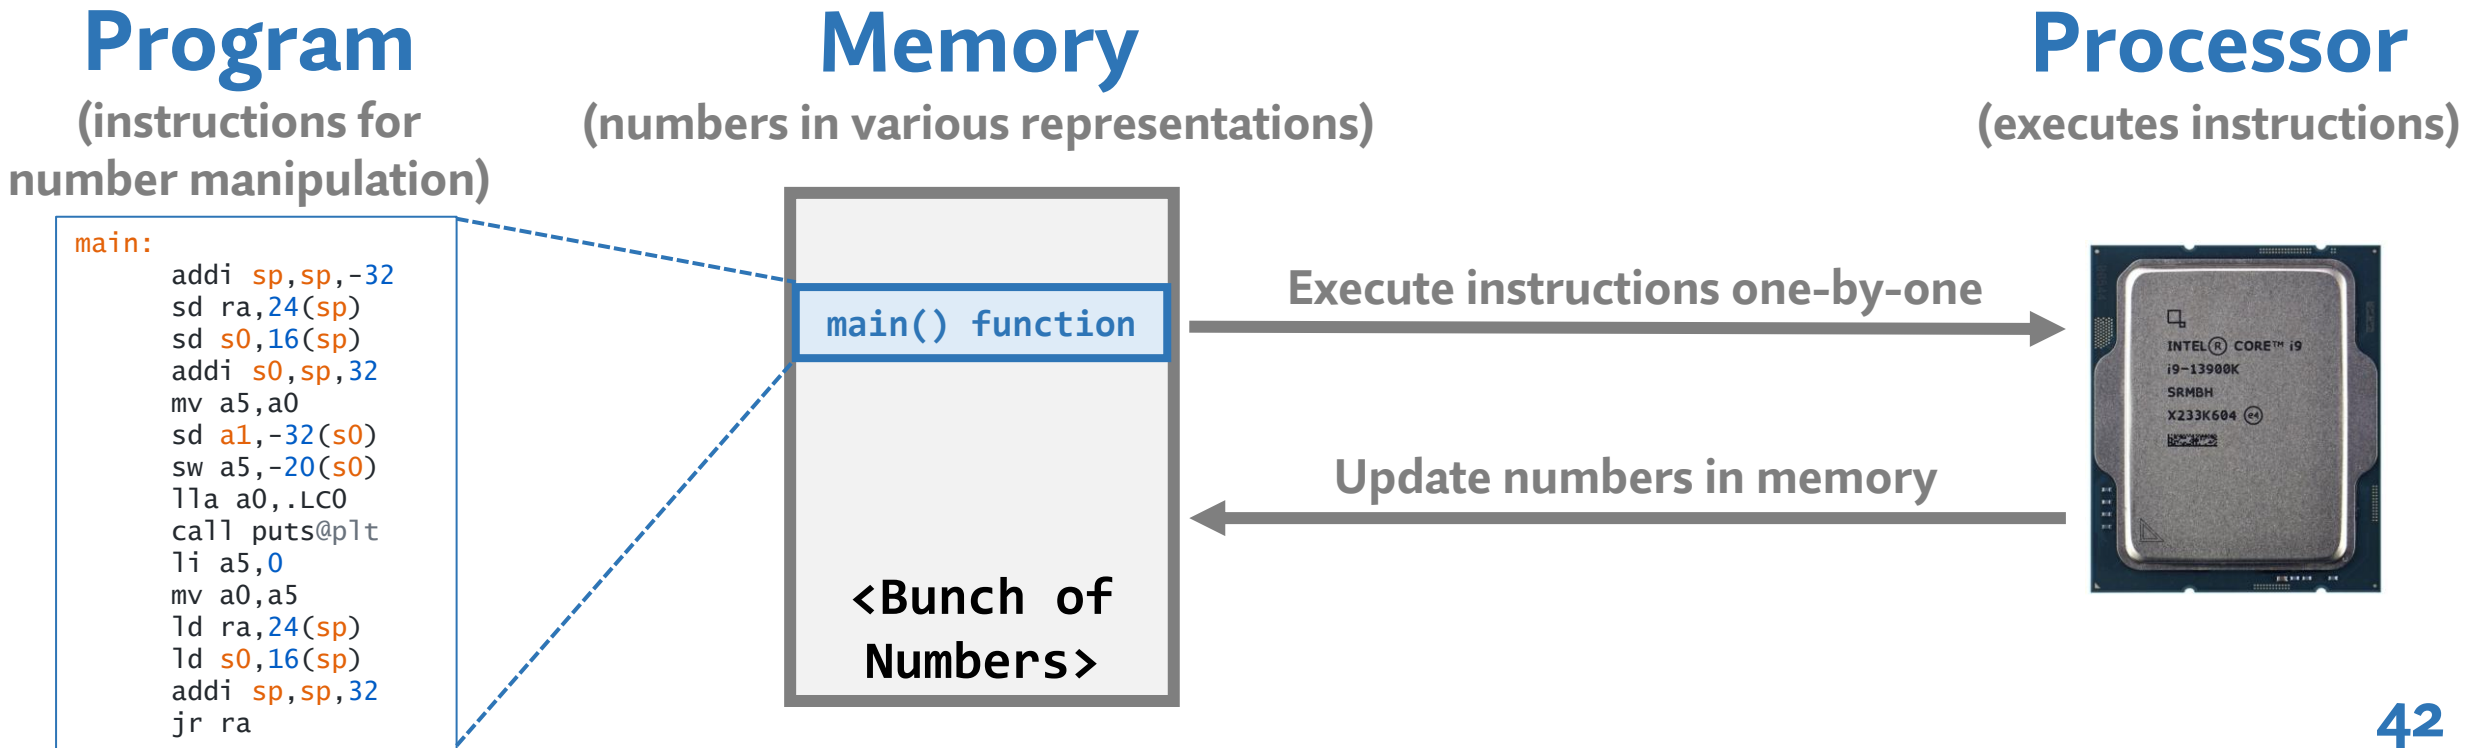 Program
(instructions for
number manipulation)
main:
addi sp,sp,-32
sd ra,24(sp)
sd s0,16(sp)
addi s0,sp,32
mv a5,a0
sd a1,-32(s0)
sw a5,-20(s0)
lla a0,.LC0
call puts@plt
li a5,0
mv a0,a5
ld ra,24(sp)
ld s0,16(sp)
addi sp,sp,32
jr ra
Memory
(numbers in various representations)
main() function
<Bunch of
Numbers>
Execute instructions one-by-one
Update numbers in memory
Processor
(executes instructions)
INTEL® CORE™ i9
i9-13900K
SRMBH
X233K604 e4
42